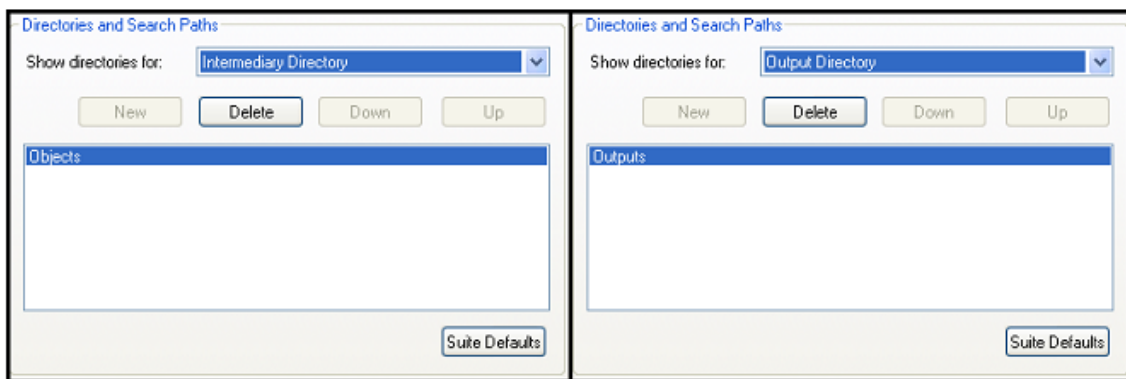 Directories and Search Paths
Show directories for: Intermediary Directory
New Delete Down Up
Objects
Suite Defaults
Directories and Search Paths
Show directories for: Output Directory
New Delete Down Up
Outputs
Suite Defaults